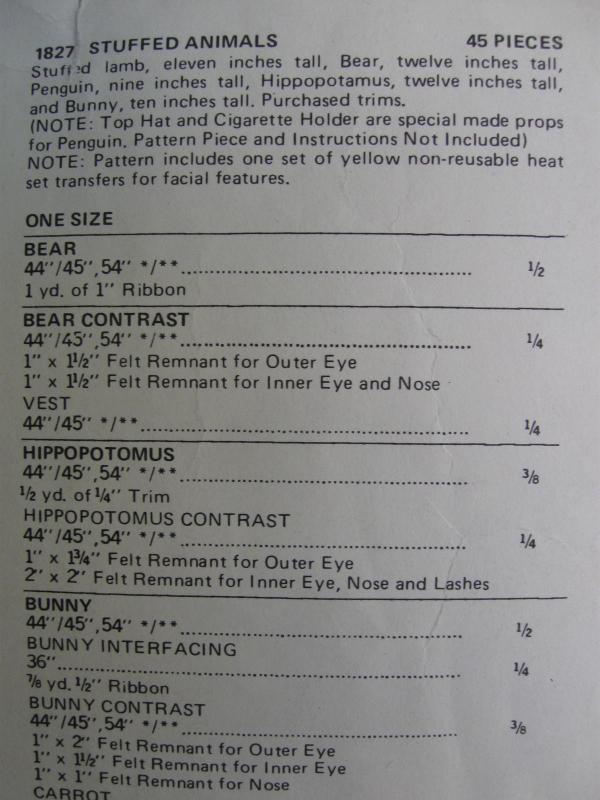 1827 STUFFED ANIMALS 45 PIECES
Stuffed lamb, eleven inches tall, Bear, twelve inches tall,
Penguin, nine inches tall, Hippopotamus, twelve inches tall,
and Bunny, ten inches tall. Purchased trims.
(NOTE: Top Hat and Cigarette Holder are special made props
for Penguin. Pattern Piece and Instructions Not Included)
NOTE: Pattern includes one set of yellow non-reusable heat
set transfers for facial features.
ONE SIZE
BEAR
44"/45",54" */** ........ 1/2
1 yd. of 1" Ribbon
BEAR CONTRAST
44"/45",54" */** ........ 1/4
1" x 1½" Felt Remnant for Outer Eye
1" x 1½" Felt Remnant for Inner Eye and Nose
VEST
44"/45" */** ........ 1/4
HIPPOPOTOMUS
44"/45",54" */** ........ 3/8
½ yd. of ¼" Trim
HIPPOPOTOMUS CONTRAST
44"/45",54" */** ........ 1/4
1" x 1¾" Felt Remnant for Outer Eye
2" x 2" Felt Remnant for Inner Eye, Nose and Lashes
BUNNY
44"/45",54" */** ........ 1/2
BUNNY INTERFACING
36" ........ 1/4
⅞ yd. ½" Ribbon
BUNNY CONTRAST
44"/45",54" */** ........ 3/8
1" x 2" Felt Remnant for Outer Eye
1" x 1½" Felt Remnant for Inner Eye
1" x 1" Felt Remnant for Nose
CARROT